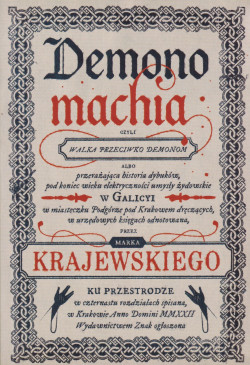 Demono
machia
CZYLI
WALKA PRZECIWKO DEMONOM
ALBO
przerażająca historia dybuków,
pod koniec wieku elektryczności umysły żydowskie
W GALICYI
w miasteczku Podgórze pod Krakowem dręczących,
w urzędowych księgach odnotowana,
PRZEZ
MARKA
KRAJEWSKIEGO
KU PRZESTRODZE
w czternastu rozdziałach spisana,
w Krakowie Anno Domini MMXXII
Wydawnictwem Znak ogłoszona